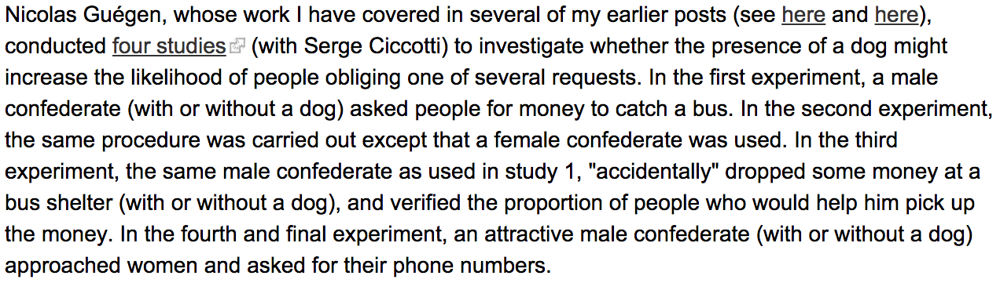 Nicolas Guégen, whose work I have covered in several of my earlier posts (see here and here),
conducted four studies (with Serge Ciccotti) to investigate whether the presence of a dog might
increase the likelihood of people obliging one of several requests. In the first experiment, a male
confederate (with or without a dog) asked people for money to catch a bus. In the second experiment,
the same procedure was carried out except that a female confederate was used. In the third
experiment, the same male confederate as used in study 1, "accidentally" dropped some money at a
bus shelter (with or without a dog), and verified the proportion of people who would help him pick up
the money. In the fourth and final experiment, an attractive male confederate (with or without a dog)
approached women and asked for their phone numbers.